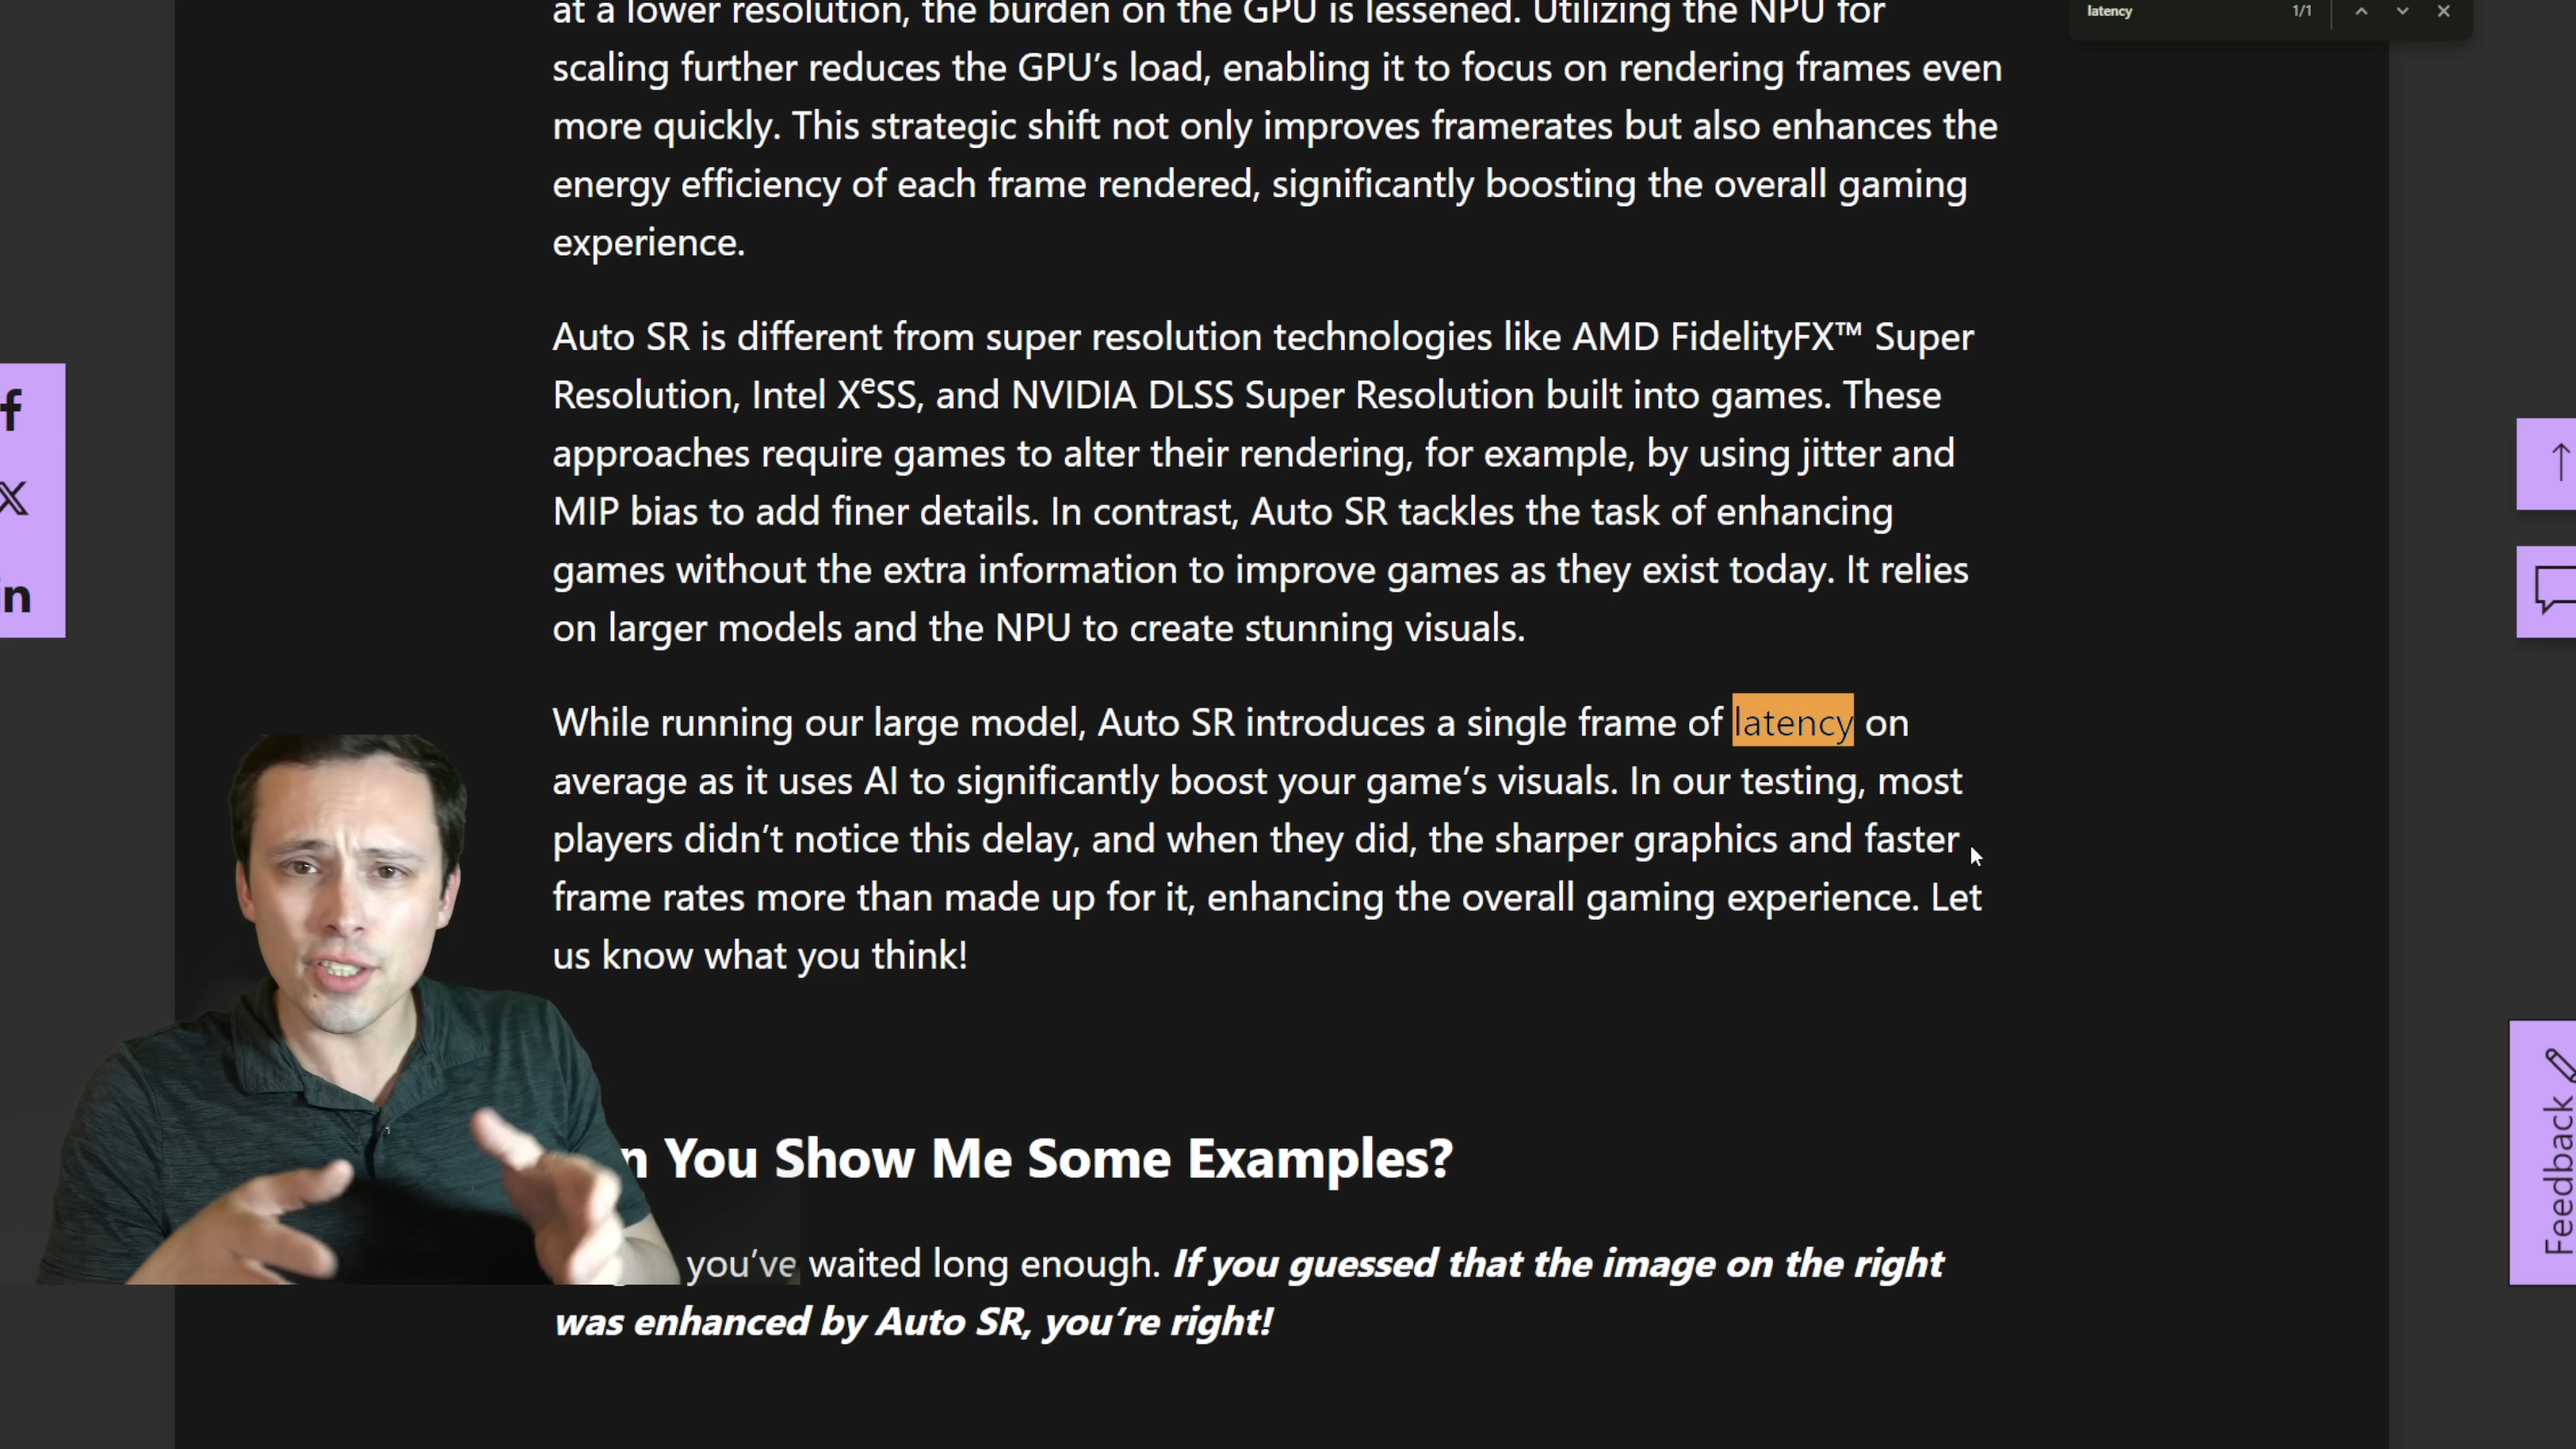 latency 1/1
at a lower resolution, the burden on the GPU is lessened. Utilizing the NPU for
scaling further reduces the GPU's load, enabling it to focus on rendering frames even
more quickly. This strategic shift not only improves framerates but also enhances the
energy efficiency of each frame rendered, significantly boosting the overall gaming
experience.
Auto SR is different from super resolution technologies like AMD FidelityFX™ Super
Resolution, Intel XᵉSS, and NVIDIA DLSS Super Resolution built into games. These
approaches require games to alter their rendering, for example, by using jitter and
MIP bias to add finer details. In contrast, Auto SR tackles the task of enhancing
games without the extra information to improve games as they exist today. It relies
on larger models and the NPU to create stunning visuals.
While running our large model, Auto SR introduces a single frame of latency on
average as it uses AI to significantly boost your game's visuals. In our testing, most
players didn't notice this delay, and when they did, the sharper graphics and faster
frame rates more than made up for it, enhancing the overall gaming experience. Let
us know what you think!
n You Show Me Some Examples?
you've waited long enough. If you guessed that the image on the right
was enhanced by Auto SR, you're right!
f
X
in
Feedback